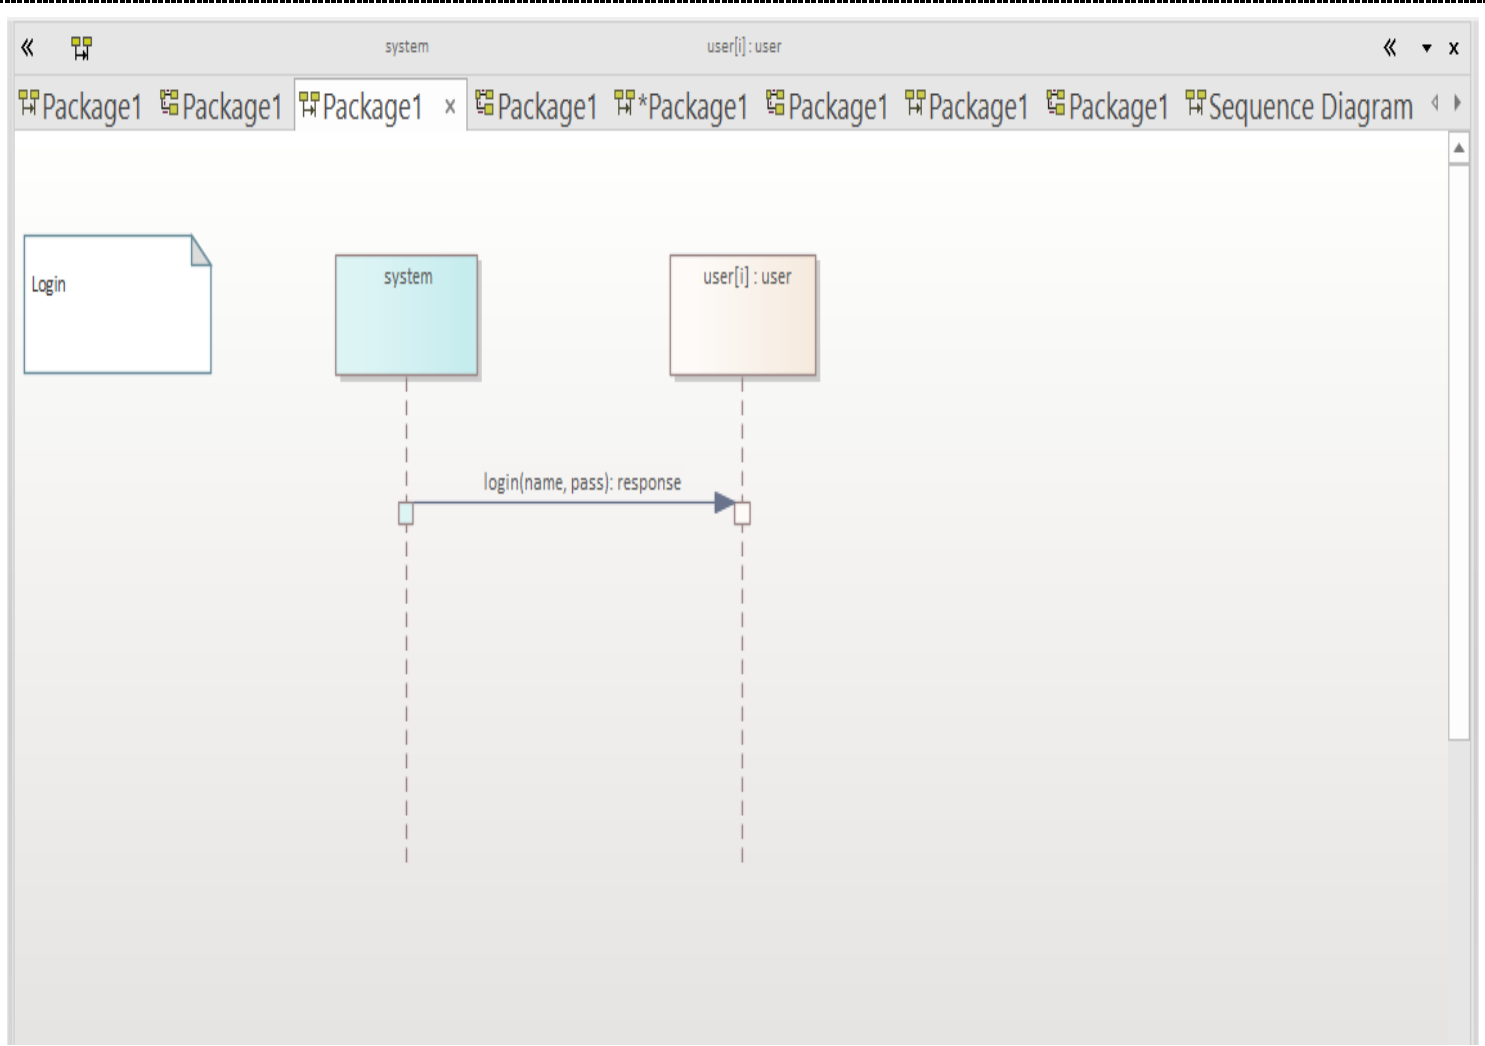 system user[i] : user
Package1 Package1 Package1 Package1 *Package1 Package1 Package1 Package1 Sequence Diagram
Login
system
user[i] : user
login(name, pass): response